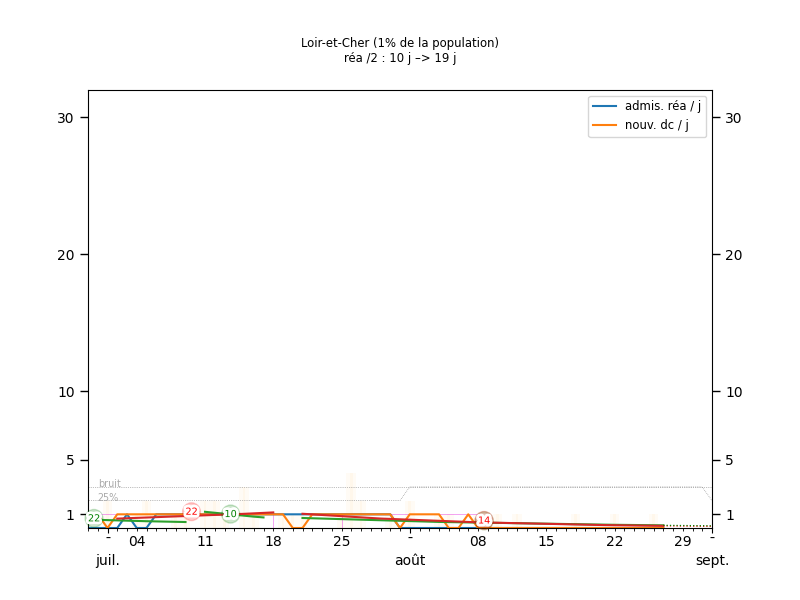 Loir-et-Cher (1% de la population)
réa /2 : 10 j –> 19 j
admis. réa / j
nouv. dc / j
30 30
20 20
10 10
5 5
bruit
25%
1 1
22 22 10 14
- 04 11 18 25 - 08 15 22 29 -
juil. août sept.